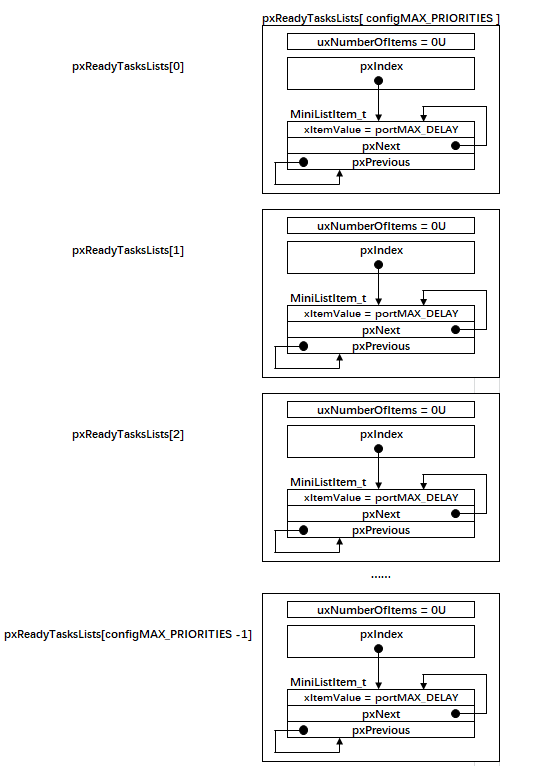 pxReadyTasksLists[ configMAX_PRIORITIES ]
uxNumberOfItems = 0U
pxReadyTasksLists[0]
pxIndex
MiniListItem_t
xItemValue = portMAX_DELAY
pxNext
pxPrevious
uxNumberOfItems = 0U
pxReadyTasksLists[1]
pxIndex
MiniListItem_t
xItemValue = portMAX_DELAY
pxNext
pxPrevious
uxNumberOfItems = 0U
pxReadyTasksLists[2]
pxIndex
MiniListItem_t
xItemValue = portMAX_DELAY
pxNext
pxPrevious
......
uxNumberOfItems = 0U
pxReadyTasksLists[configMAX_PRIORITIES -1]
pxIndex
MiniListItem_t
xItemValue = portMAX_DELAY
pxNext
pxPrevious